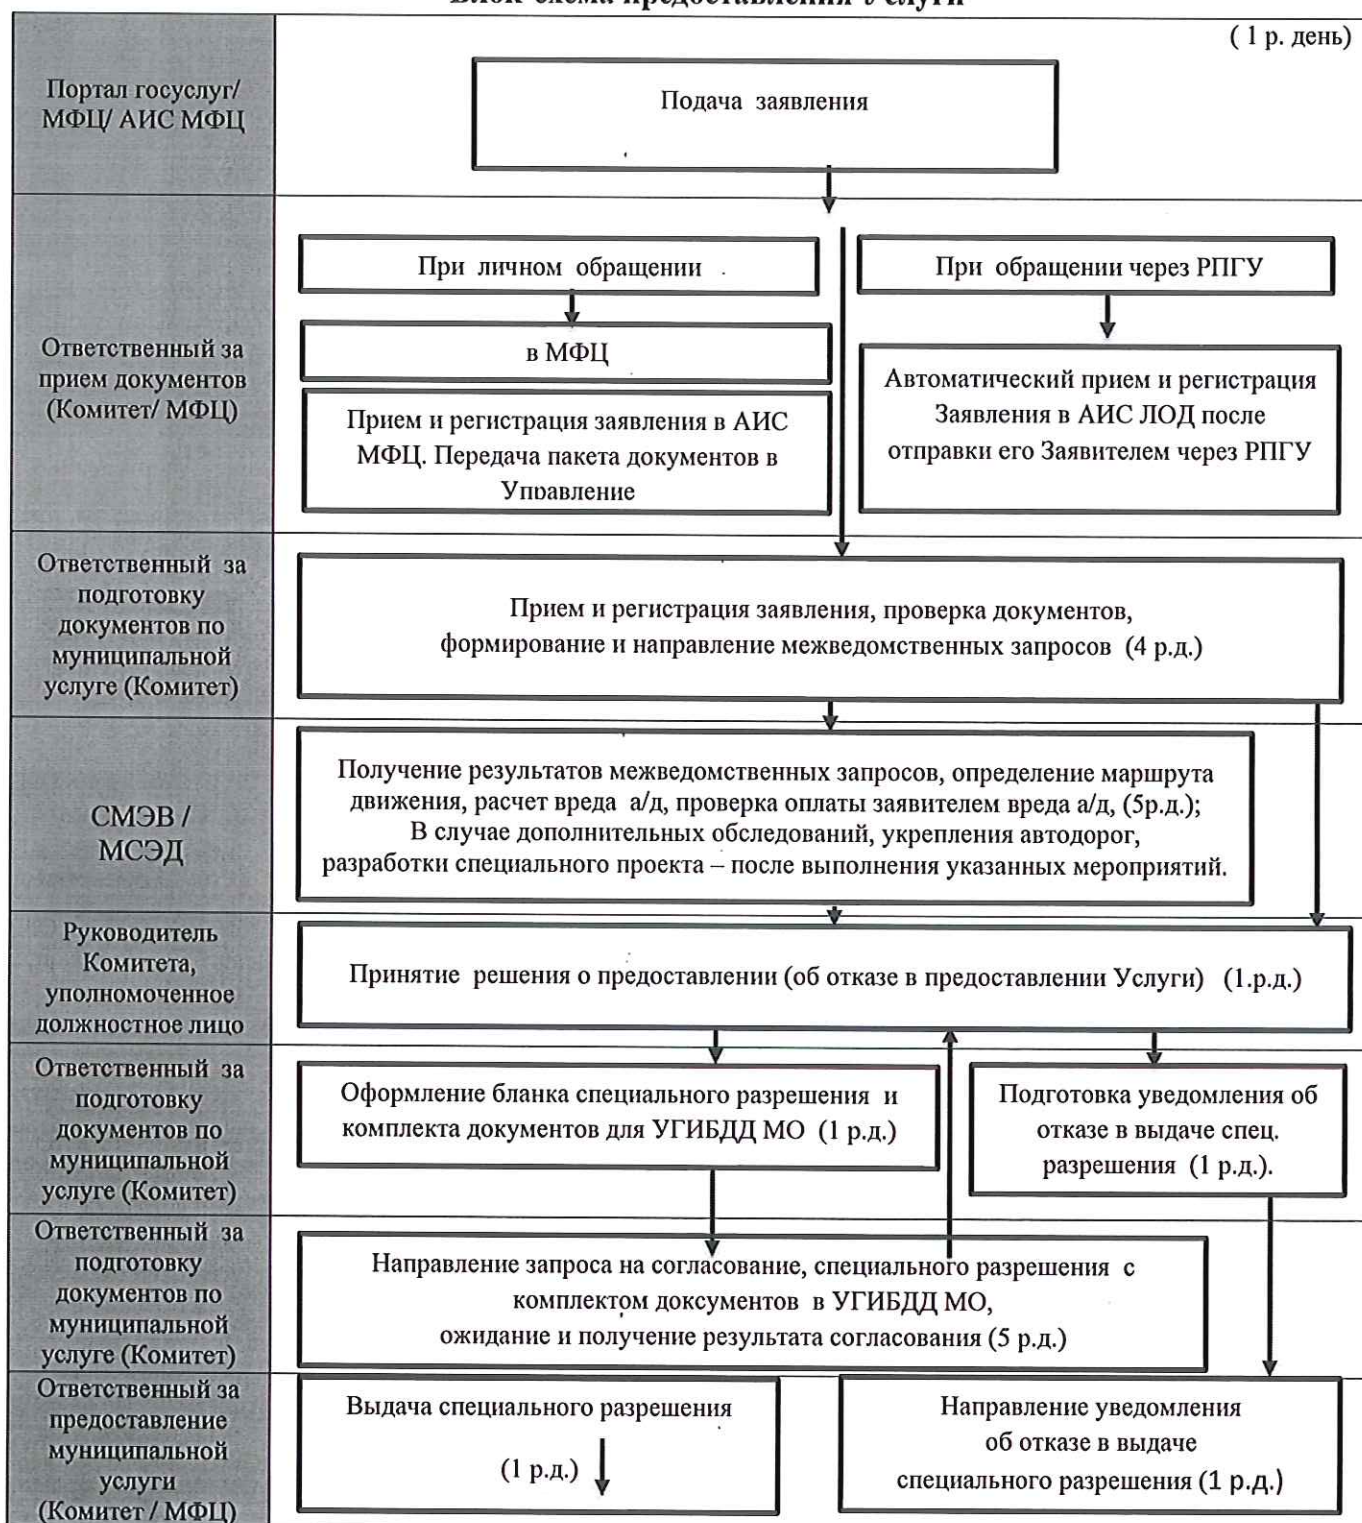 Блок-схема предоставления Услуги
( 1 р. день)
Портал госуслуг/
МФЦ/ АИС МФЦ
Подача заявления
Ответственный за
прием документов
(Комитет/ МФЦ)
При личном обращении
При обращении через РПГУ
в МФЦ
Прием и регистрация заявления в АИС
МФЦ. Передача пакета документов в
Управление
Автоматический прием и регистрация
Заявления в АИС ЛОД после
отправки его Заявителем через РПГУ
Ответственный за
подготовку
документов по
муниципальной
услуге (Комитет)
Прием и регистрация заявления, проверка документов,
формирование и направление межведомственных запросов (4 р.д.)
СМЭВ /
МСЭД
Получение результатов межведомственных запросов, определение маршрута
движения, расчет вреда а/д, проверка оплаты заявителем вреда а/д, (5р.д.);
В случае дополнительных обследований, укрепления автодорог,
разработки специального проекта – после выполнения указанных мероприятий.
Руководитель
Комитета,
уполномоченное
должностное лицо
Принятие решения о предоставлении (об отказе в предоставлении Услуги) (1.р.д.)
Ответственный за
подготовку
документов по
муниципальной
услуге (Комитет)
Оформление бланка специального разрешения и
комплекта документов для УГИБДД МО (1 р.д.)
Подготовка уведомления об
отказе в выдаче спец.
разрешения (1 р.д.).
Ответственный за
подготовку
документов по
муниципальной
услуге (Комитет)
Направление запроса на согласование, специального разрешения с
комплектом доксументов в УГИБДД МО,
ожидание и получение результата согласования (5 р.д.)
Ответственный за
предоставление
муниципальной
услуги
(Комитет / МФЦ)
Выдача специального разрешения
(1 р.д.)
Направление уведомления
об отказе в выдаче
специального разрешения (1 р.д.)